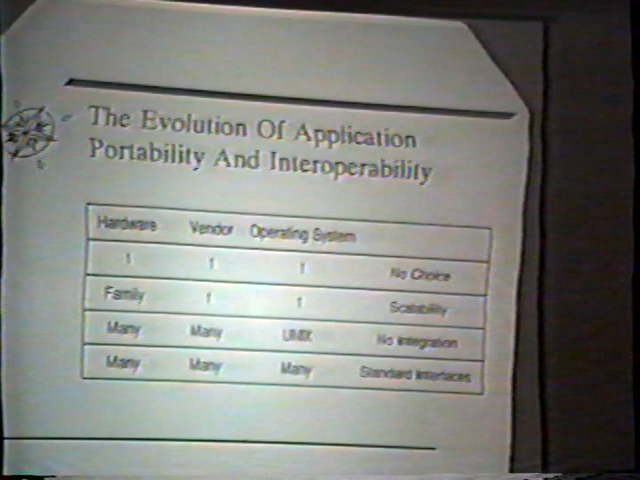 The Evolution Of Application
Portability And Interoperability
Hardware Vendor Operating System
1 1 1 No Choice
Family 1 1 Scalability
Many Many UNIX No Integration
Many Many Many Standard Interfaces